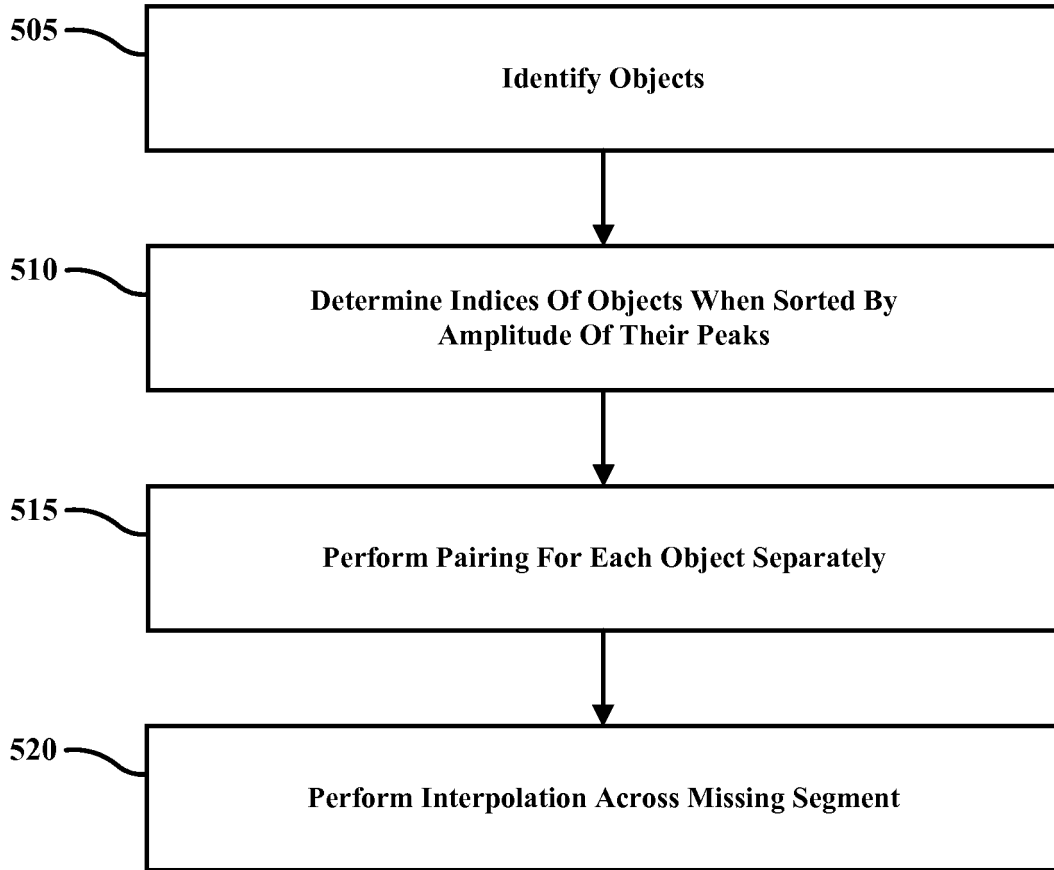 505
Identify Objects
510
Determine Indices Of Objects When Sorted By
Amplitude Of Their Peaks
515
Perform Pairing For Each Object Separately
520
Perform Interpolation Across Missing Segment